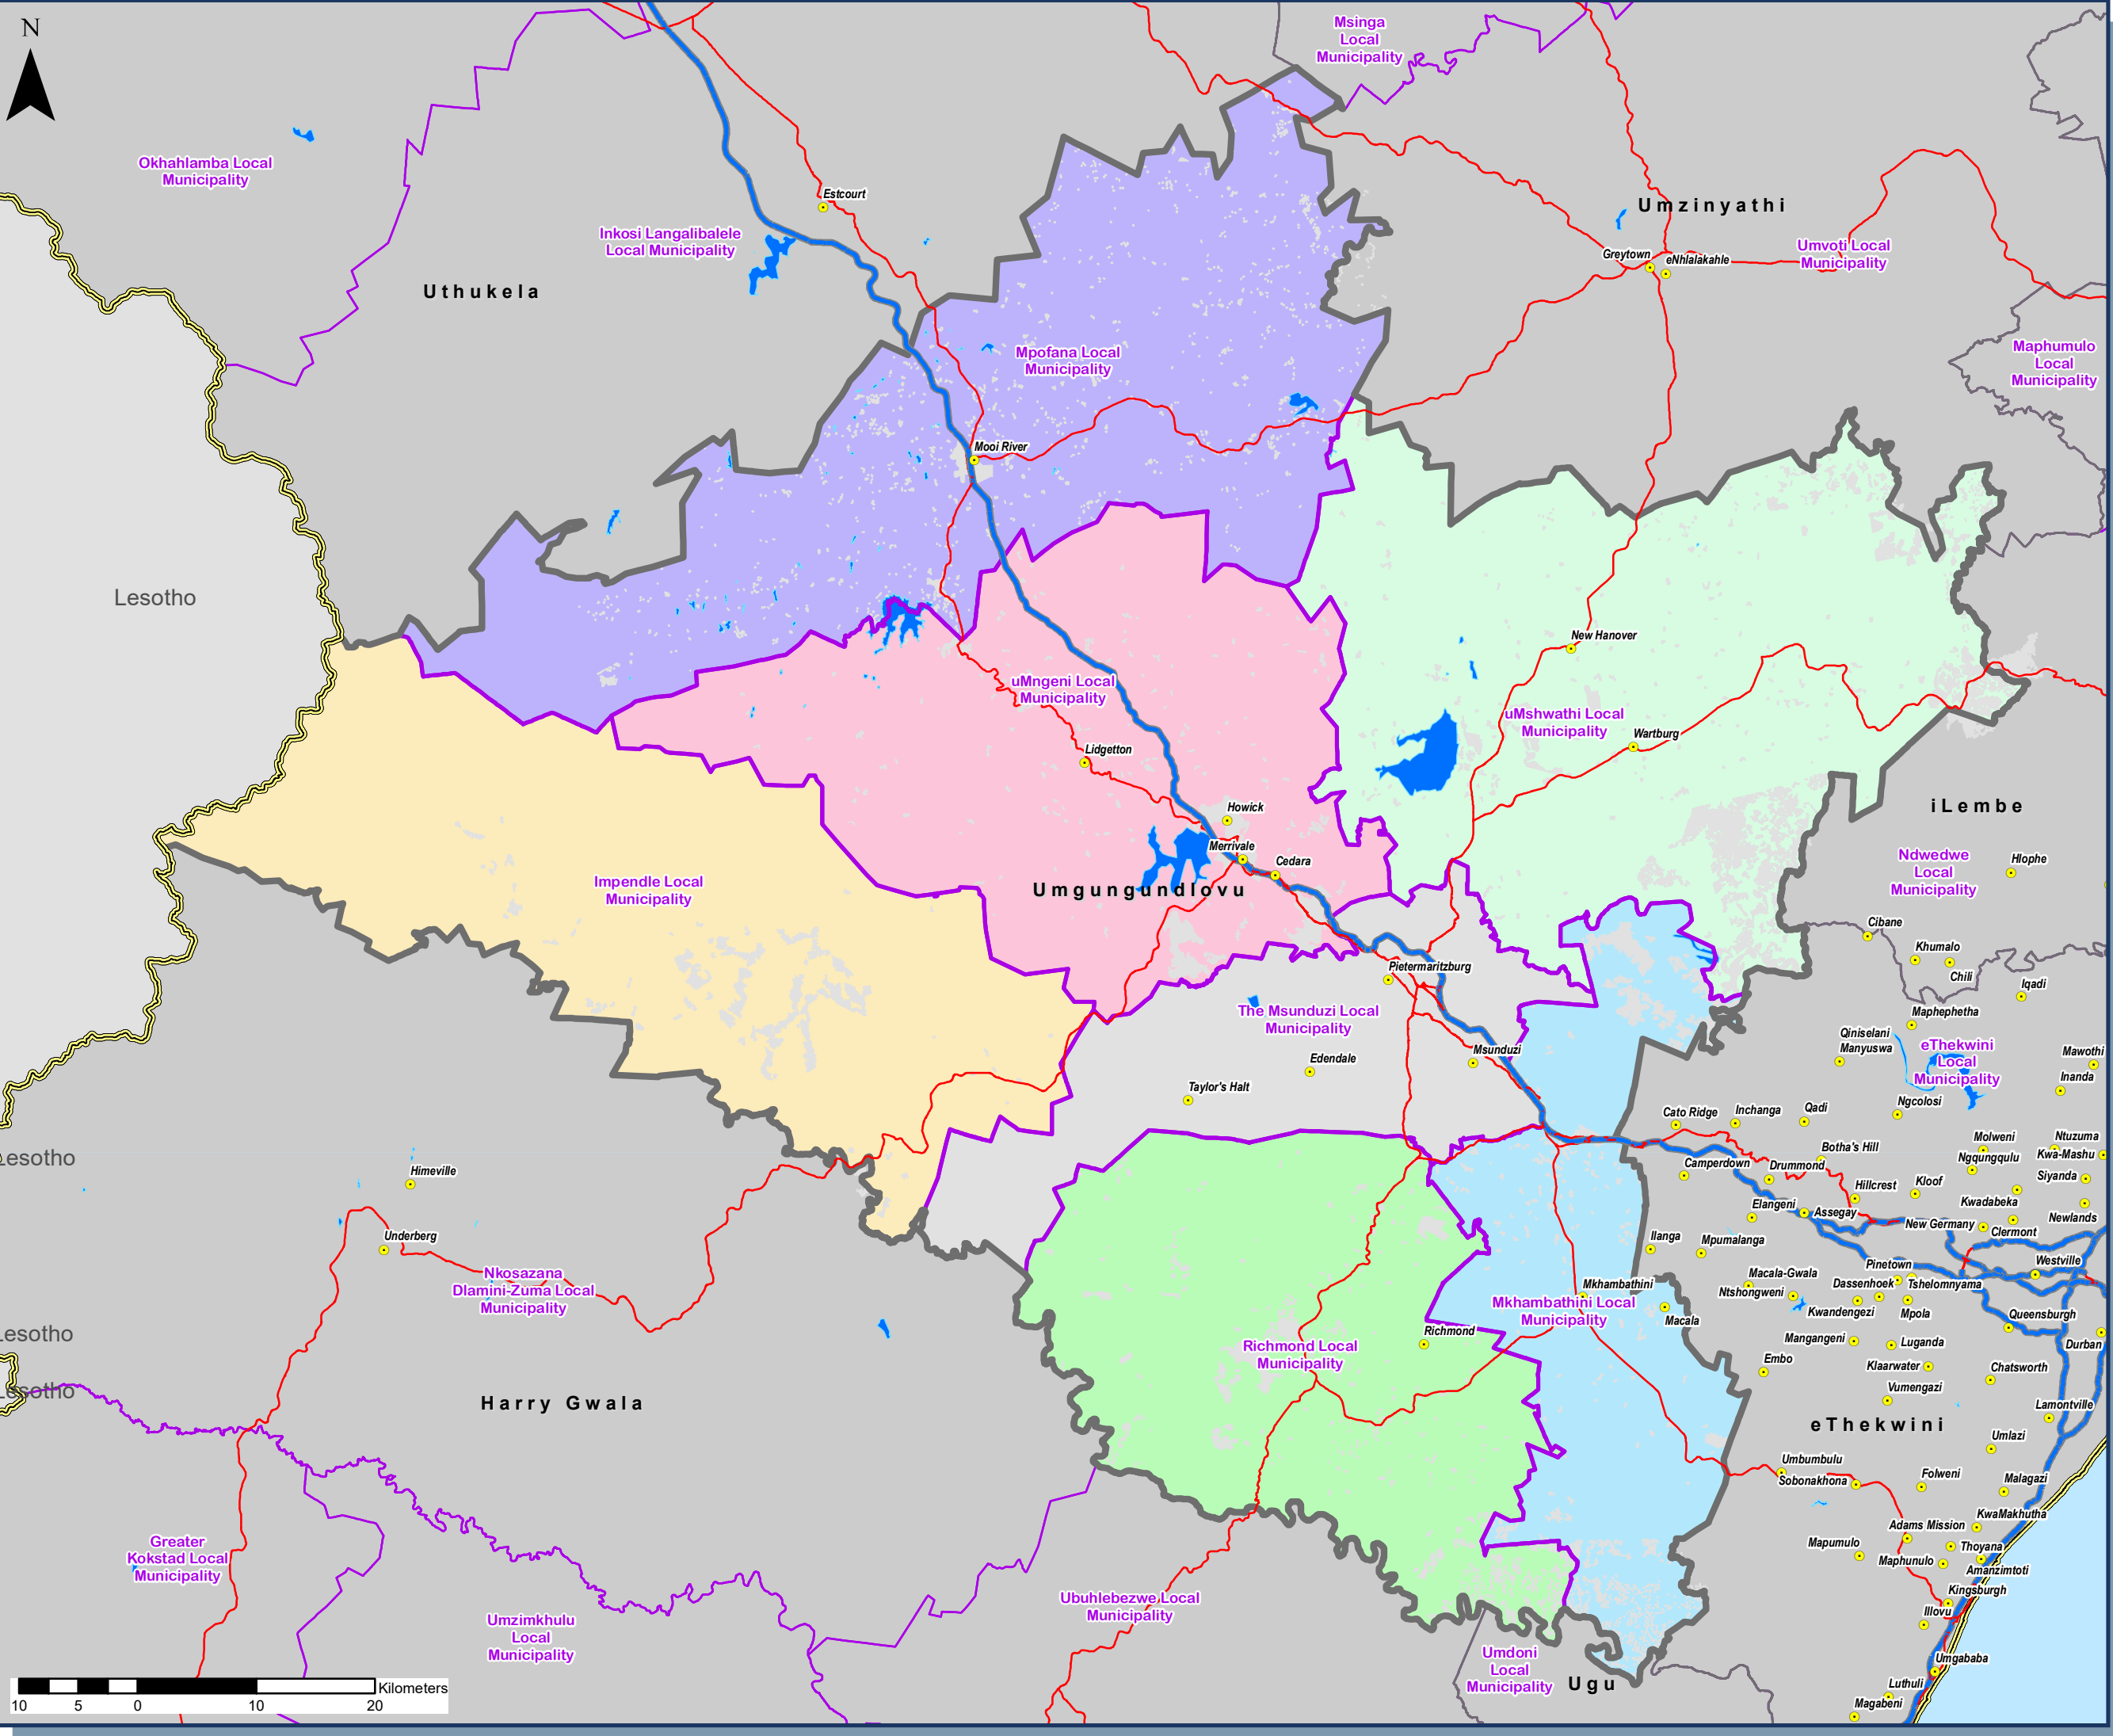 N
Msinga
Local
Municipality
Okhahlamba Local
Municipality
Estcourt
Umzinyathi
Inkosi Langalibalele
Local Municipality
Umvoti Local
Municipality
Greytown
eNhlalakahle
Uthukela
Mpofana Local
Municipality
Maphumulo
Local
Municipality
Mooi River
Lesotho
New Hanover
uMngeni Local
Municipality
uMshwathi Local
Municipality
Wartburg
Lidgetton
Howick
iLembe
Merrivale
Cedara
Ndwedwe
Local
Municipality
Hlophe
Impendle Local
Municipality
Umgungundlovu
Cibane
Khumalo
Chili
Pietermaritzburg
Iqadi
The Msunduzi Local
Municipality
Maphephetha
Qiniselani
Manyuswa
eThekwini
Local
Municipality
Mawothi
Msunduzi
Edendale
Inanda
Taylor's Halt
Ngcolosi
Cato Ridge
Inchanga
Qadi
Lesotho
Himeville
Botha's Hill
Molweni
Ntuzuma
Ngqungqulu
Kwa-Mashu
Camperdown
Drummond
Siyanda
Hillcrest
Kloof
Elangeni
Assegay
Kwadabeka
Newlands
New Germany
Clermont
Underberg
Ilanga
Mpumalanga
Pinetown
Westville
Nkosazana
Dlamini-Zuma Local
Municipality
Macala-Gwala
Ntshongweni
Dassenhoek
Tshelomnyama
Mkhambathini
Mkhambathini Local
Municipality
Kwandengezi
Mpola
Macala
Queensburgh
Lesotho
Richmond
Richmond Local
Municipality
Mangangeni
Luganda
Durban
Embo
Klaarwater
Chatsworth
Lesotho
Vumengazi
Harry Gwala
Lamontville
eThekwini
Umlazi
Umbumbulu
Sobonakhona
Folweni
Malagazi
KwaMakhutha
Adams Mission
Greater
Kokstad Local
Municipality
Mapumulo
Thoyana
Maphunulo
Amanzimtoti
Kingsburgh
Ubuhlebezwe Local
Municipality
Illovu
Umzimkhulu
Local
Municipality
Umdoni
Local
Municipality
Ugu
Umgababa
Luthuli
Magabeni
Kilometers
10 5 0 10 20